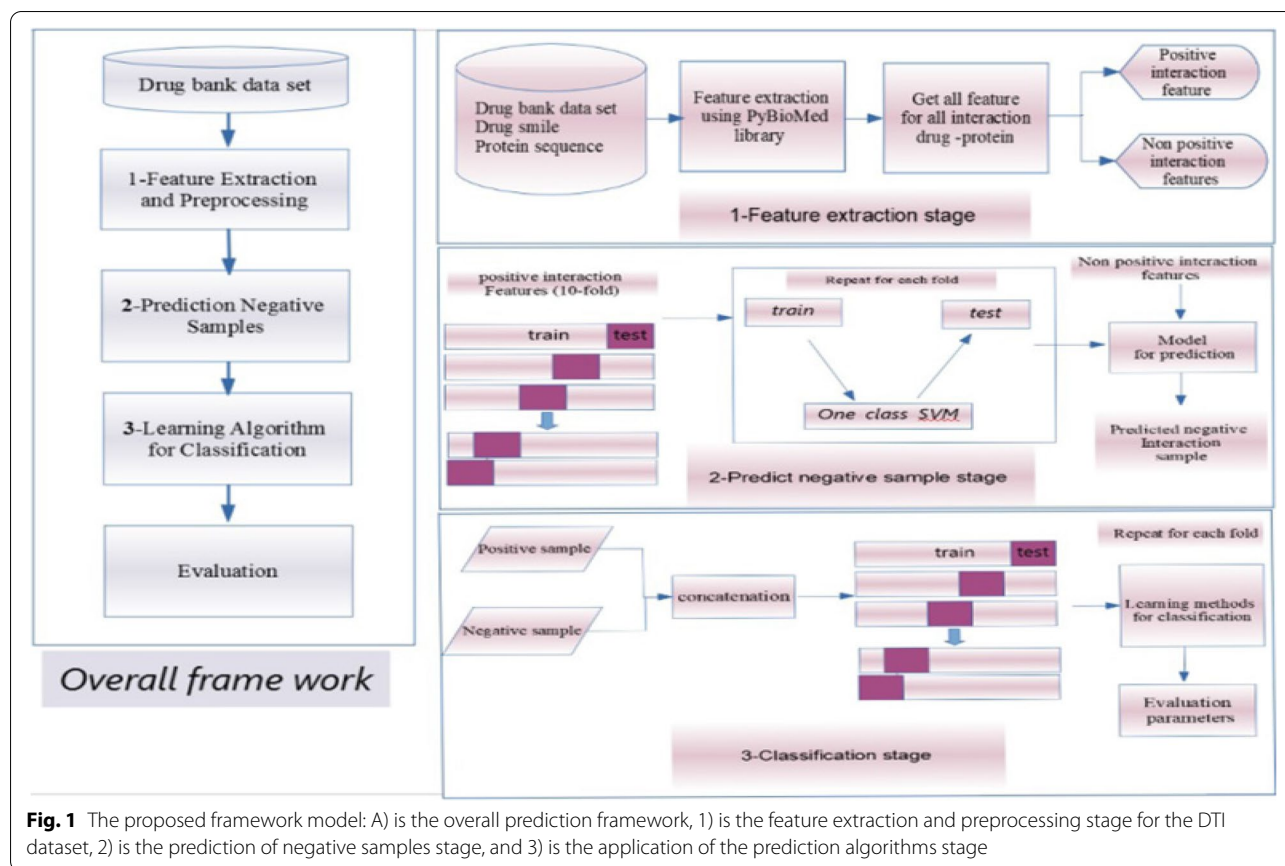 Drug bank data set
1-Feature Extraction
and Preprocessing
2-Prediction Negative
Samples
3-Learning Algorithm
for Classification
Evaluation
Overall frame work
Drug bank data set
Drug smile
Protein sequence
Feature extraction
using PyBioMed
library
Get all feature
for all interaction
drug -protein
Positive
interaction
feature
Non positive
interaction
features
1-Feature extraction stage
positive interaction
Features (10-fold)
train
test
Repeat for each fold
train
test
One class SVM
Non positive interaction
features
Model
for prediction
Predicted negative
Interaction
sample
2-Predict negative sample stage
Positive sample
Negative sample
concatenation
train
test
Repeat for each fold
Learning methods
for classification
Evaluation
parameters
3-Classification stage
Fig. 1 The proposed framework model: A) is the overall prediction framework, 1) is the feature extraction and preprocessing stage for the DTI
dataset, 2) is the prediction of negative samples stage, and 3) is the application of the prediction algorithms stage